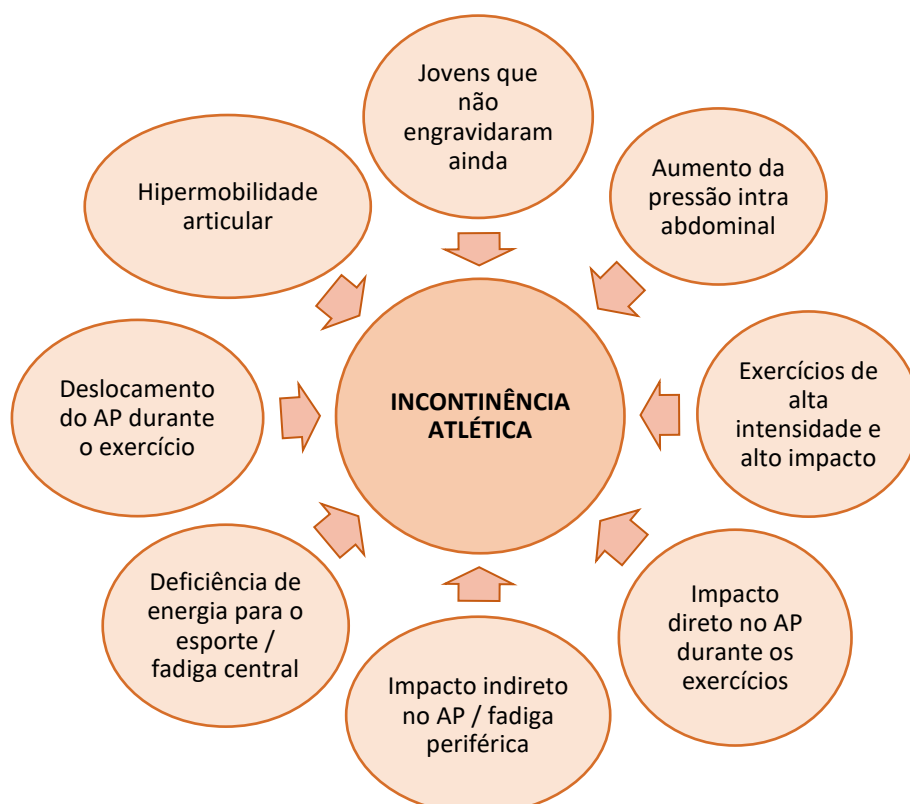 Jovens que
não
engravidaram
ainda
Hipermobilidade
articular
Aumento da
pressão intra
abdominal
Deslocamento
do AP durante
o exercício
INCONTINÊNCIA
ATLÉTICA
Exercícios de
alta
intensidade e
alto impacto
Deficiência de
energia para o
esporte /
fadiga central
Impacto indireto
no AP / fadiga
periférica
Impacto
direto no AP
durante os
exercícios